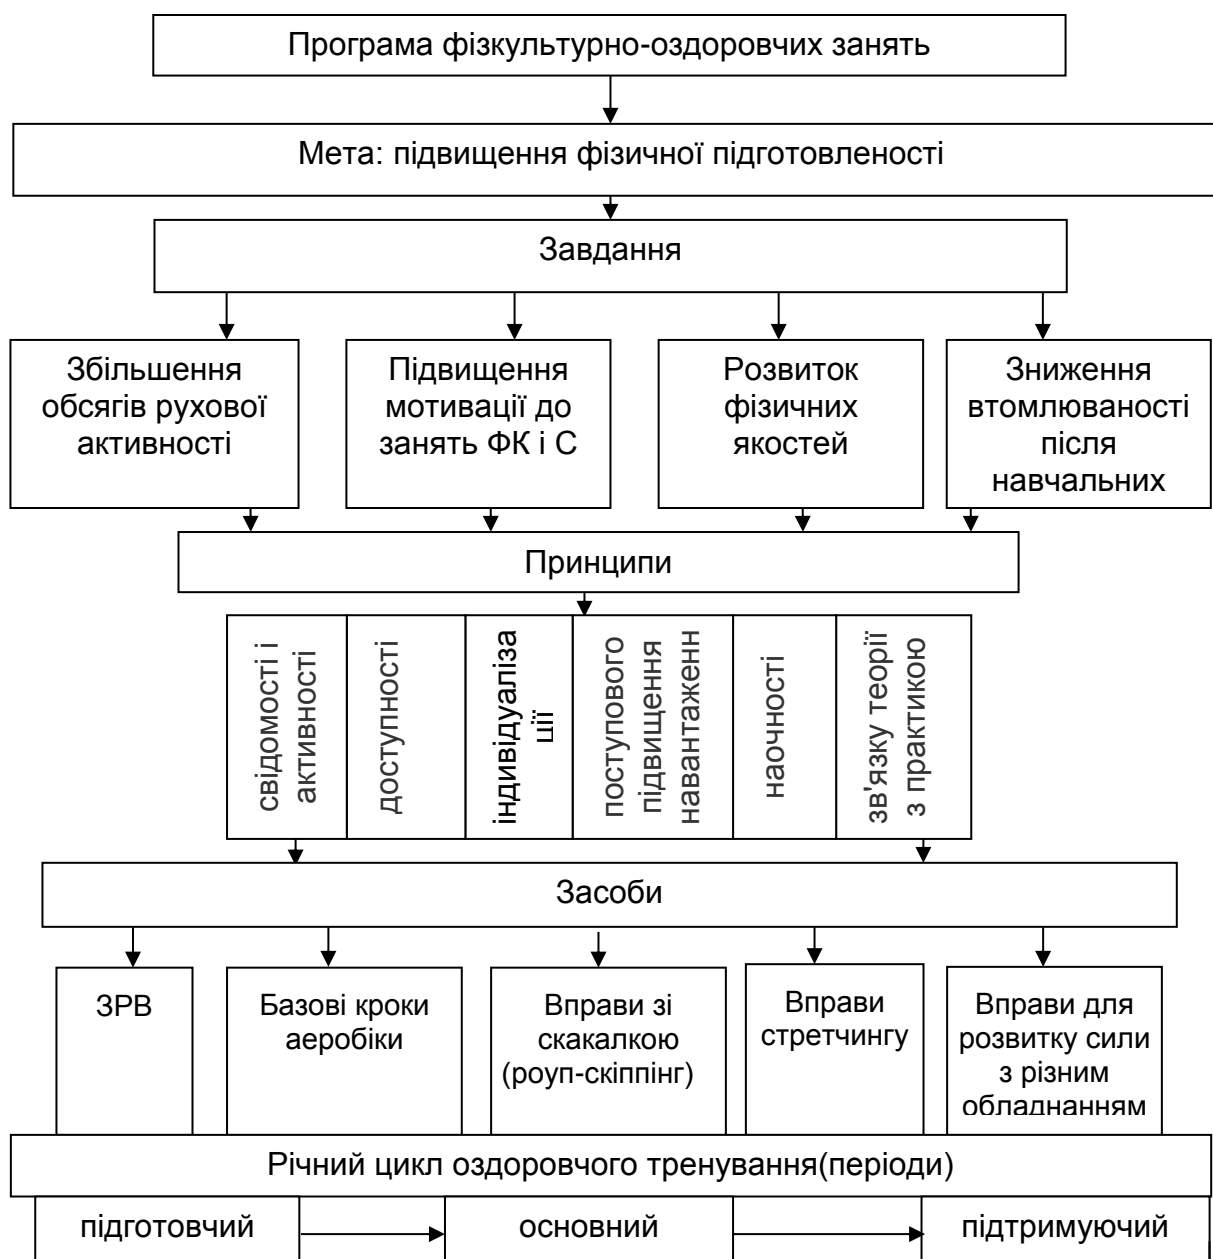 Програма фізкультурно-оздоровчих занять
Мета: підвищення фізичної підготовленості
Завдання
Збільшення
обсягів рухової
активності
Підвищення
мотивації до
занять ФК і С
Розвиток
фізичних
якостей
Зниження
втомлюваності
після
навчальних
Принципи
свідомості і
активності
доступності
індивідуаліза
ції
поступового
підвищення
навантаженн
наочності
зв'язку теорії
з практикою
Засоби
ЗРВ
Базові кроки
аеробіки
Вправи зі
скакалкою
(роуп-скіппінг)
Вправи
стретчингу
Вправи для
розвитку сили
з різним
обладнанням
Річний цикл оздоровчого тренування(періоди)
підготовчий
основний
підтримуючий